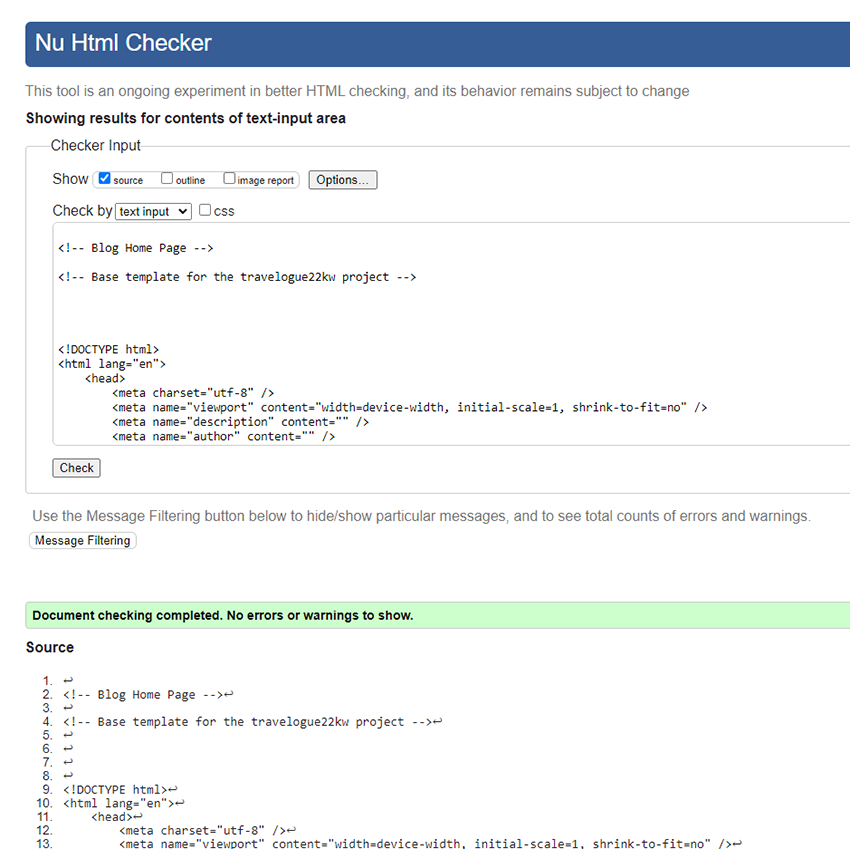 Nu Html Checker
This tool is an ongoing experiment in better HTML checking, and its behavior remains subject to change
Showing results for contents of text-input area
Checker Input
Show source outline image report Options...
Check by text input css
<!-- Blog Home Page -->
<!-- Base template for the travelogue22kw project -->
<!DOCTYPE html>
<html lang="en">
<head>
<meta charset="utf-8" />
<meta name="viewport" content="width=device-width, initial-scale=1, shrink-to-fit=no" />
<meta name="description" content="" />
<meta name="author" content="" />
Check
Use the Message Filtering button below to hide/show particular messages, and to see total counts of errors and warnings.
Message Filtering
Document checking completed. No errors or warnings to show.
Source
1. ↩
2. <!-- Blog Home Page -->↩
3. ↩
4. <!-- Base template for the travelogue22kw project -->↩
5. ↩
6. ↩
7. ↩
8. ↩
9. <!DOCTYPE html>↩
10. <html lang="en">↩
11. <head>↩
12. <meta charset="utf-8" />↩
13. <meta name="viewport" content="width=device-width, initial-scale=1, shrink-to-fit=no" />↩